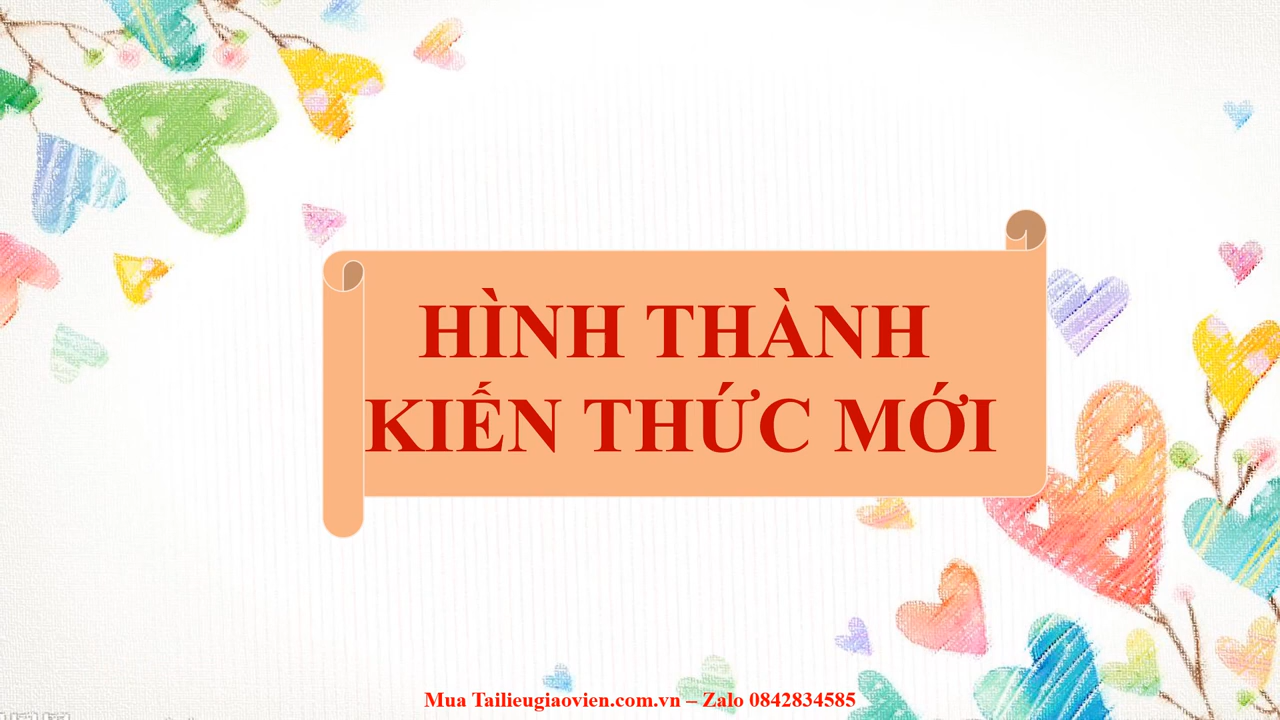 HÌNH THÀNH
KIẾN THỨC MỚI
Mua Tailieugiaovien.com.vn – Zalo 0842834585